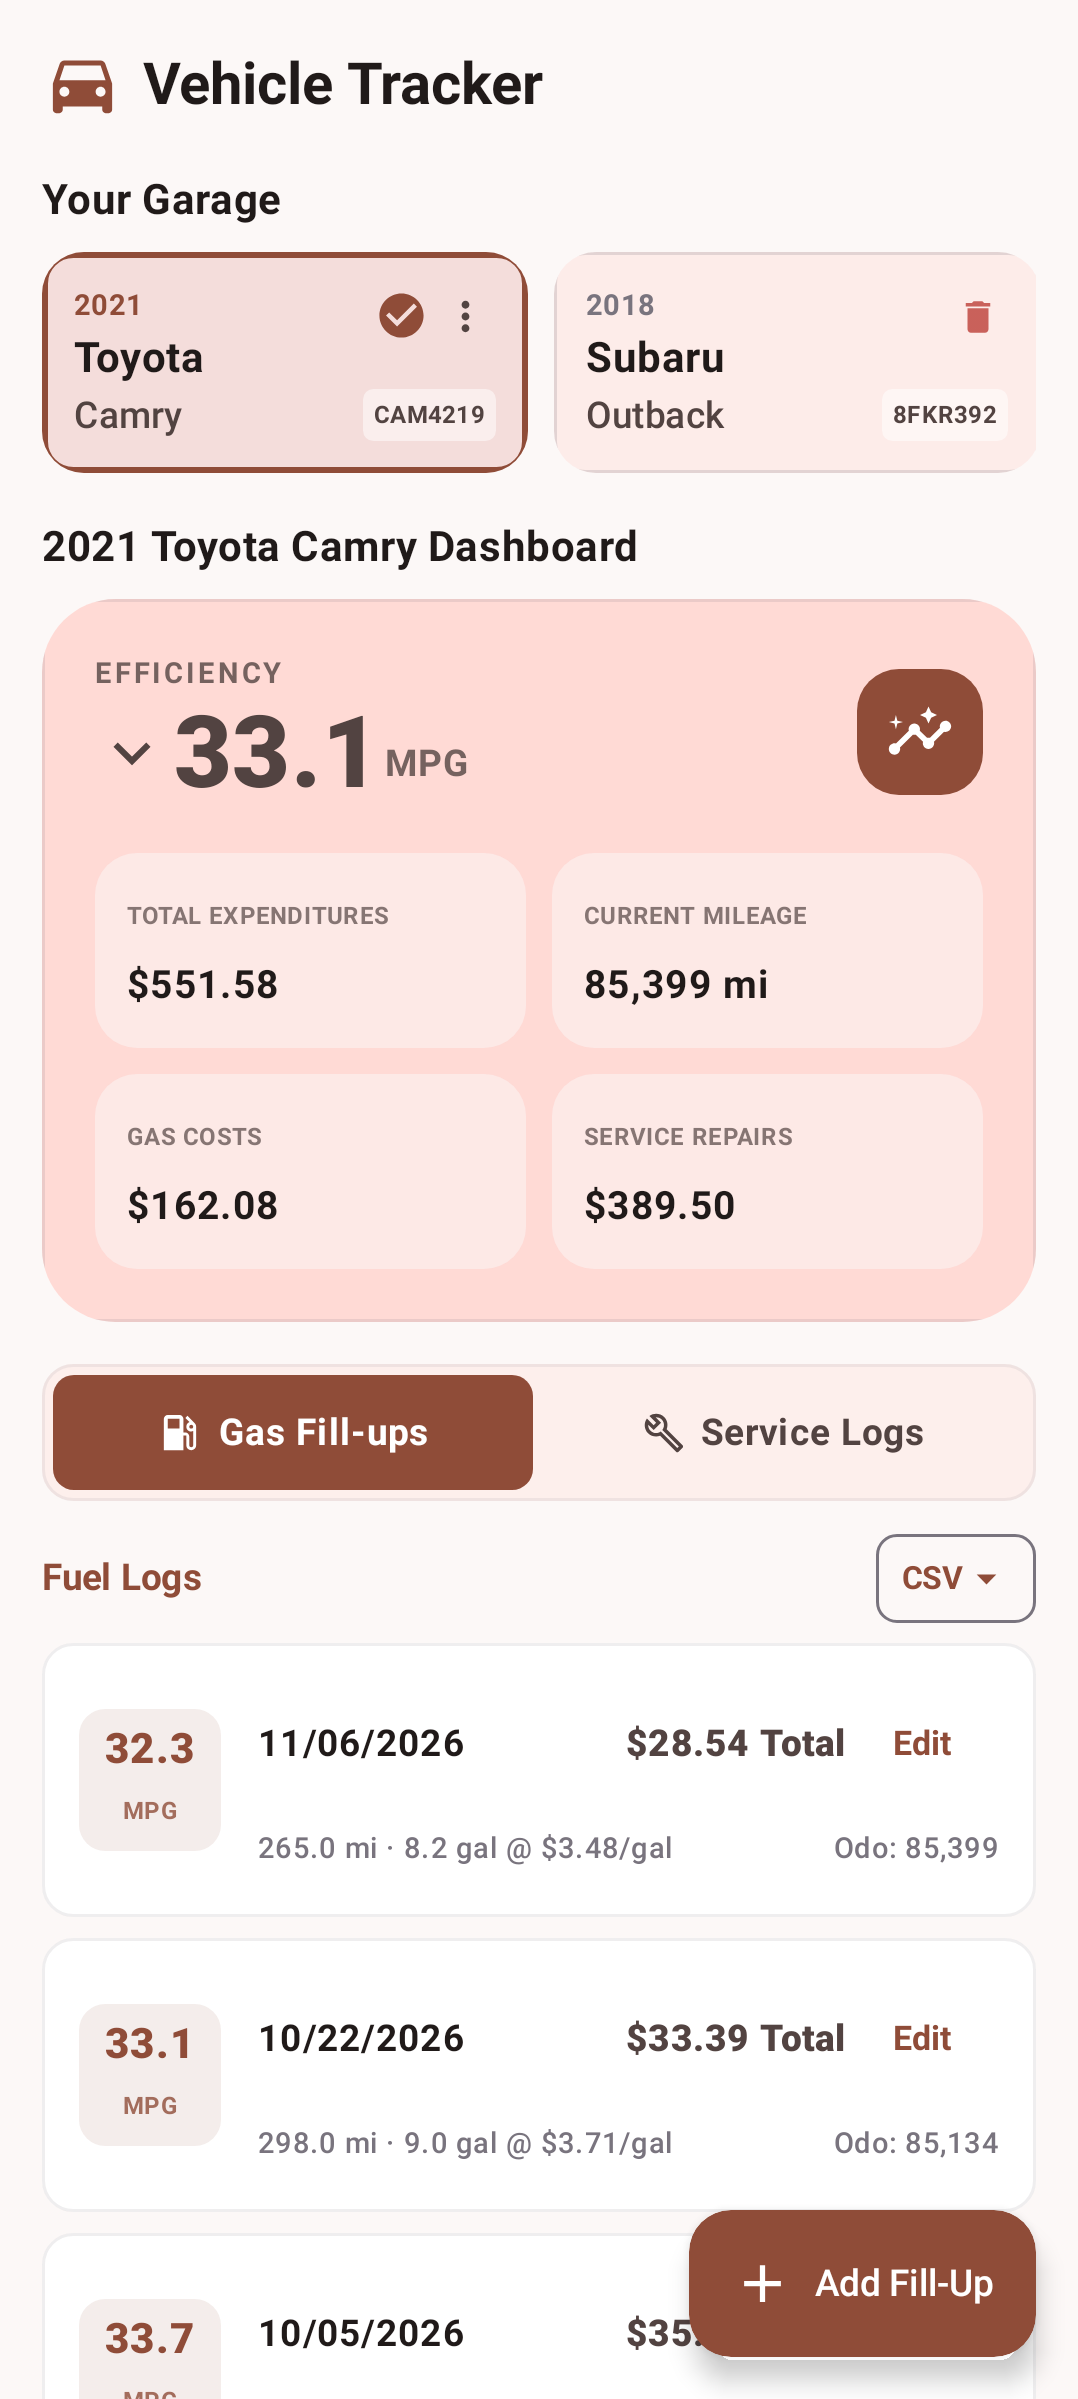 Vehicle Tracker
Your Garage
2021
Toyota
Camry
CAM4219
2018
Subaru
Outback
8FKR392
2021 Toyota Camry Dashboard
EFFICIENCY
33.1 MPG
TOTAL EXPENDITURES
$551.58
CURRENT MILEAGE
85,399 mi
GAS COSTS
$162.08
SERVICE REPAIRS
$389.50
Gas Fill-ups
Service Logs
Fuel Logs
CSV
32.3
MPG
11/06/2026
$28.54 Total
Edit
265.0 mi · 8.2 gal @ $3.48/gal
Odo: 85,399
33.1
MPG
10/22/2026
$33.39 Total
Edit
298.0 mi · 9.0 gal @ $3.71/gal
Odo: 85,134
33.7
10/05/2026
$35.
Add Fill-Up